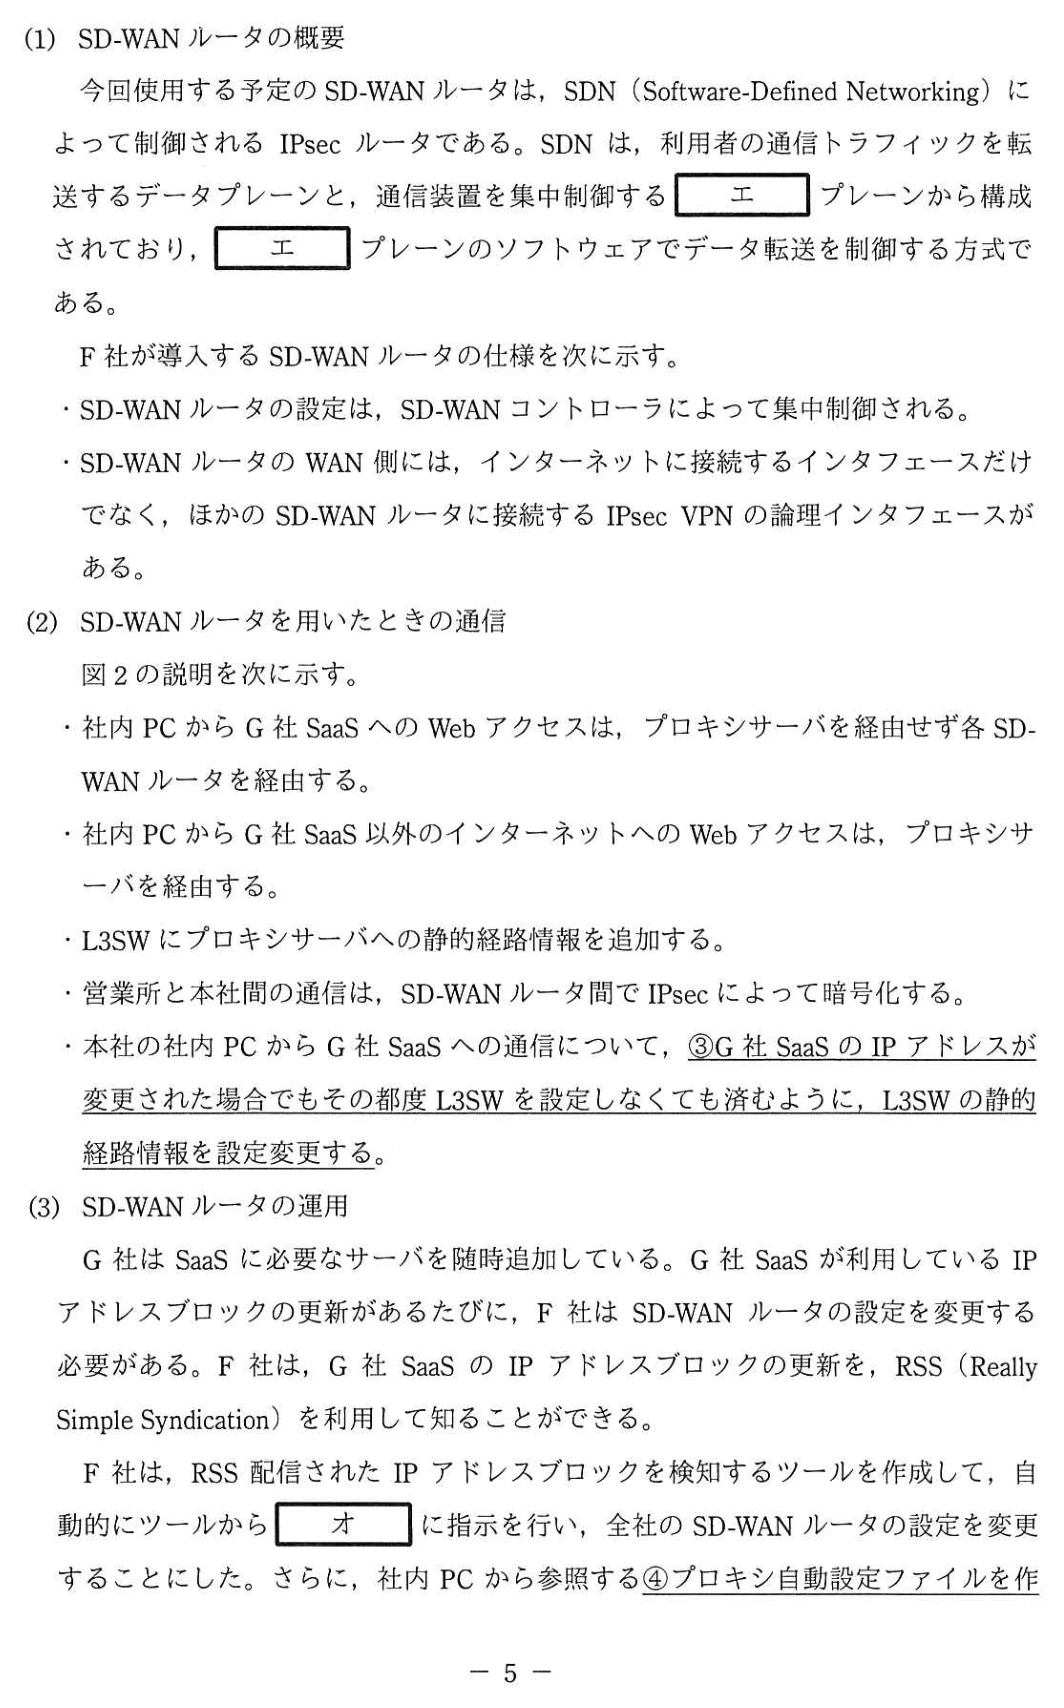 (1) SD-WAN ルータの概要
今回使用する予定の SD-WAN ルータは，SDN（Software-Defined Networking）に
よって制御される IPsec ルータである。SDN は，利用者の通信トラフィックを転
送するデータプレーンと，通信装置を集中制御する エ プレーンから構成
されており， エ プレーンのソフトウェアでデータ転送を制御する方式で
ある。
F 社が導入する SD-WAN ルータの仕様を次に示す。
・SD-WAN ルータの設定は，SD-WAN コントローラによって集中制御される。
・SD-WAN ルータの WAN 側には，インターネットに接続するインタフェースだけ
でなく，ほかの SD-WAN ルータに接続する IPsec VPN の論理インタフェースが
ある。
(2) SD-WAN ルータを用いたときの通信
図 2 の説明を次に示す。
・社内 PC から G 社 SaaS への Web アクセスは，プロキシサーバを経由せず各 SD-
WAN ルータを経由する。
・社内 PC から G 社 SaaS 以外のインターネットへの Web アクセスは，プロキシサ
ーバを経由する。
・L3SW にプロキシサーバへの静的経路情報を追加する。
・営業所と本社間の通信は，SD-WAN ルータ間で IPsec によって暗号化する。
・本社の社内 PC から G 社 SaaS への通信について，③G 社 SaaS の IP アドレスが
変更された場合でもその都度 L3SW を設定しなくても済むように，L3SW の静的
経路情報を設定変更する。
(3) SD-WAN ルータの運用
G 社は SaaS に必要なサーバを随時追加している。G 社 SaaS が利用している IP
アドレスブロックの更新があるたびに，F 社は SD-WAN ルータの設定を変更する
必要がある。F 社は，G 社 SaaS の IP アドレスブロックの更新を，RSS（Really
Simple Syndication）を利用して知ることができる。
F 社は，RSS 配信された IP アドレスブロックを検知するツールを作成して，自
動的にツールから オ に指示を行い，全社の SD-WAN ルータの設定を変更
することにした。さらに，社内 PC から参照する④プロキシ自動設定ファイルを作
－ 5 －